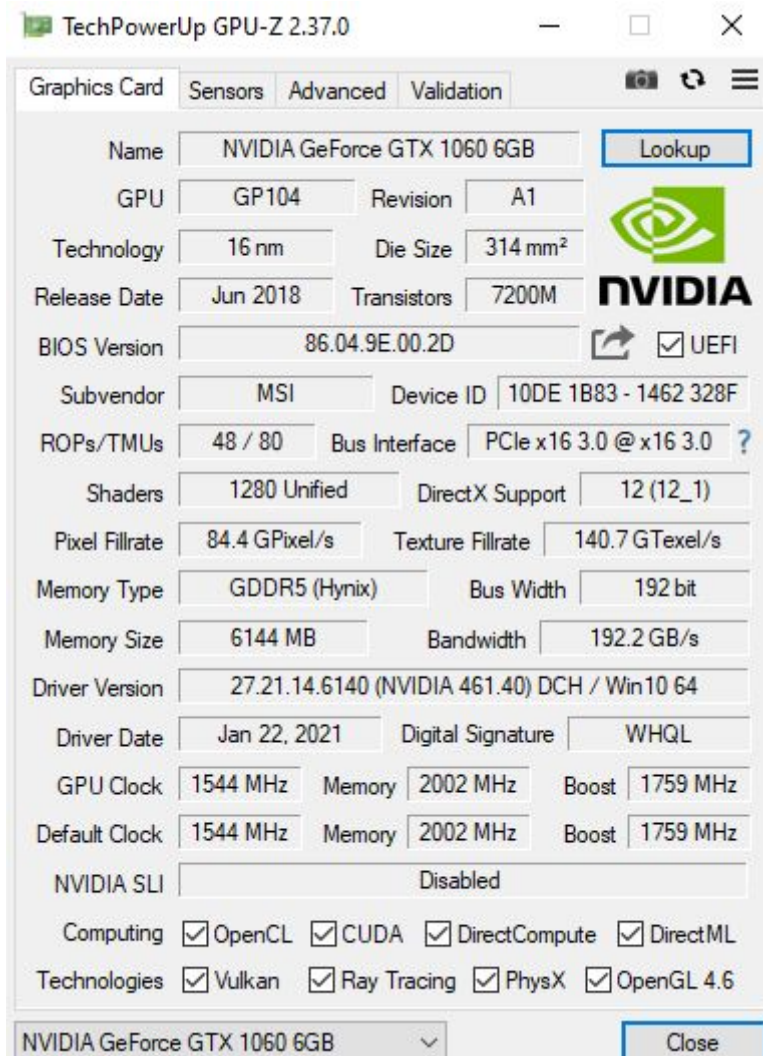 TechPowerUp GPU-Z 2.37.0
Graphics Card Sensors Advanced Validation
Name NVIDIA GeForce GTX 1060 6GB Lookup
GPU GP104 Revision A1
Technology 16 nm Die Size 314 mm²
Release Date Jun 2018 Transistors 7200M
NVIDIA
BIOS Version 86.04.9E.00.2D UEFI
Subvendor MSI Device ID 10DE 1B83 - 1462 328F
ROPs/TMUs 48 / 80 Bus Interface PCIe x16 3.0 @ x16 3.0 ?
Shaders 1280 Unified DirectX Support 12 (12_1)
Pixel Fillrate 84.4 GPixel/s Texture Fillrate 140.7 GTexel/s
Memory Type GDDR5 (Hynix) Bus Width 192 bit
Memory Size 6144 MB Bandwidth 192.2 GB/s
Driver Version 27.21.14.6140 (NVIDIA 461.40) DCH / Win10 64
Driver Date Jan 22, 2021 Digital Signature WHQL
GPU Clock 1544 MHz Memory 2002 MHz Boost 1759 MHz
Default Clock 1544 MHz Memory 2002 MHz Boost 1759 MHz
NVIDIA SLI Disabled
Computing OpenCL CUDA DirectCompute DirectML
Technologies Vulkan Ray Tracing PhysX OpenGL 4.6
NVIDIA GeForce GTX 1060 6GB Close